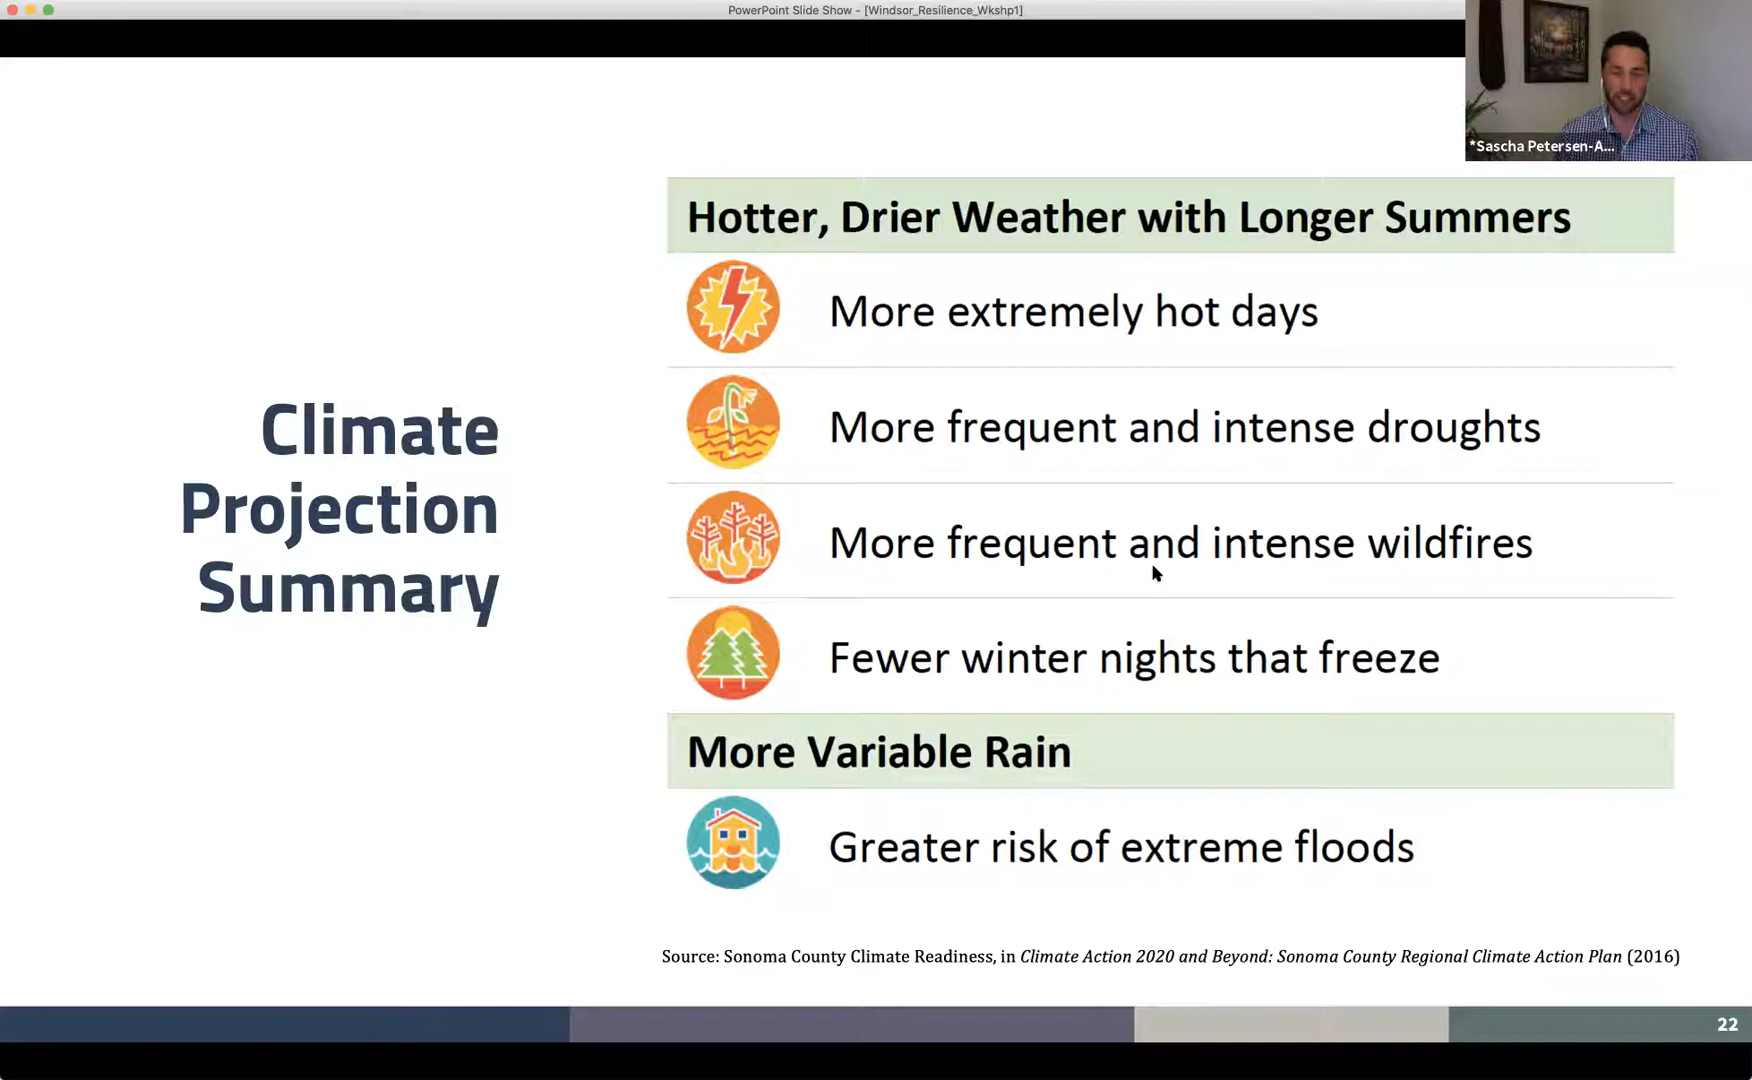 PowerPoint Slide Show - [Windsor_Resilience_Wkshp1]
*Sascha Petersen-A...
Climate
Projection
Summary
Hotter, Drier Weather with Longer Summers
More extremely hot days
More frequent and intense droughts
More frequent and intense wildfires
Fewer winter nights that freeze
More Variable Rain
Greater risk of extreme floods
Source: Sonoma County Climate Readiness, in Climate Action 2020 and Beyond: Sonoma County Regional Climate Action Plan (2016)
22